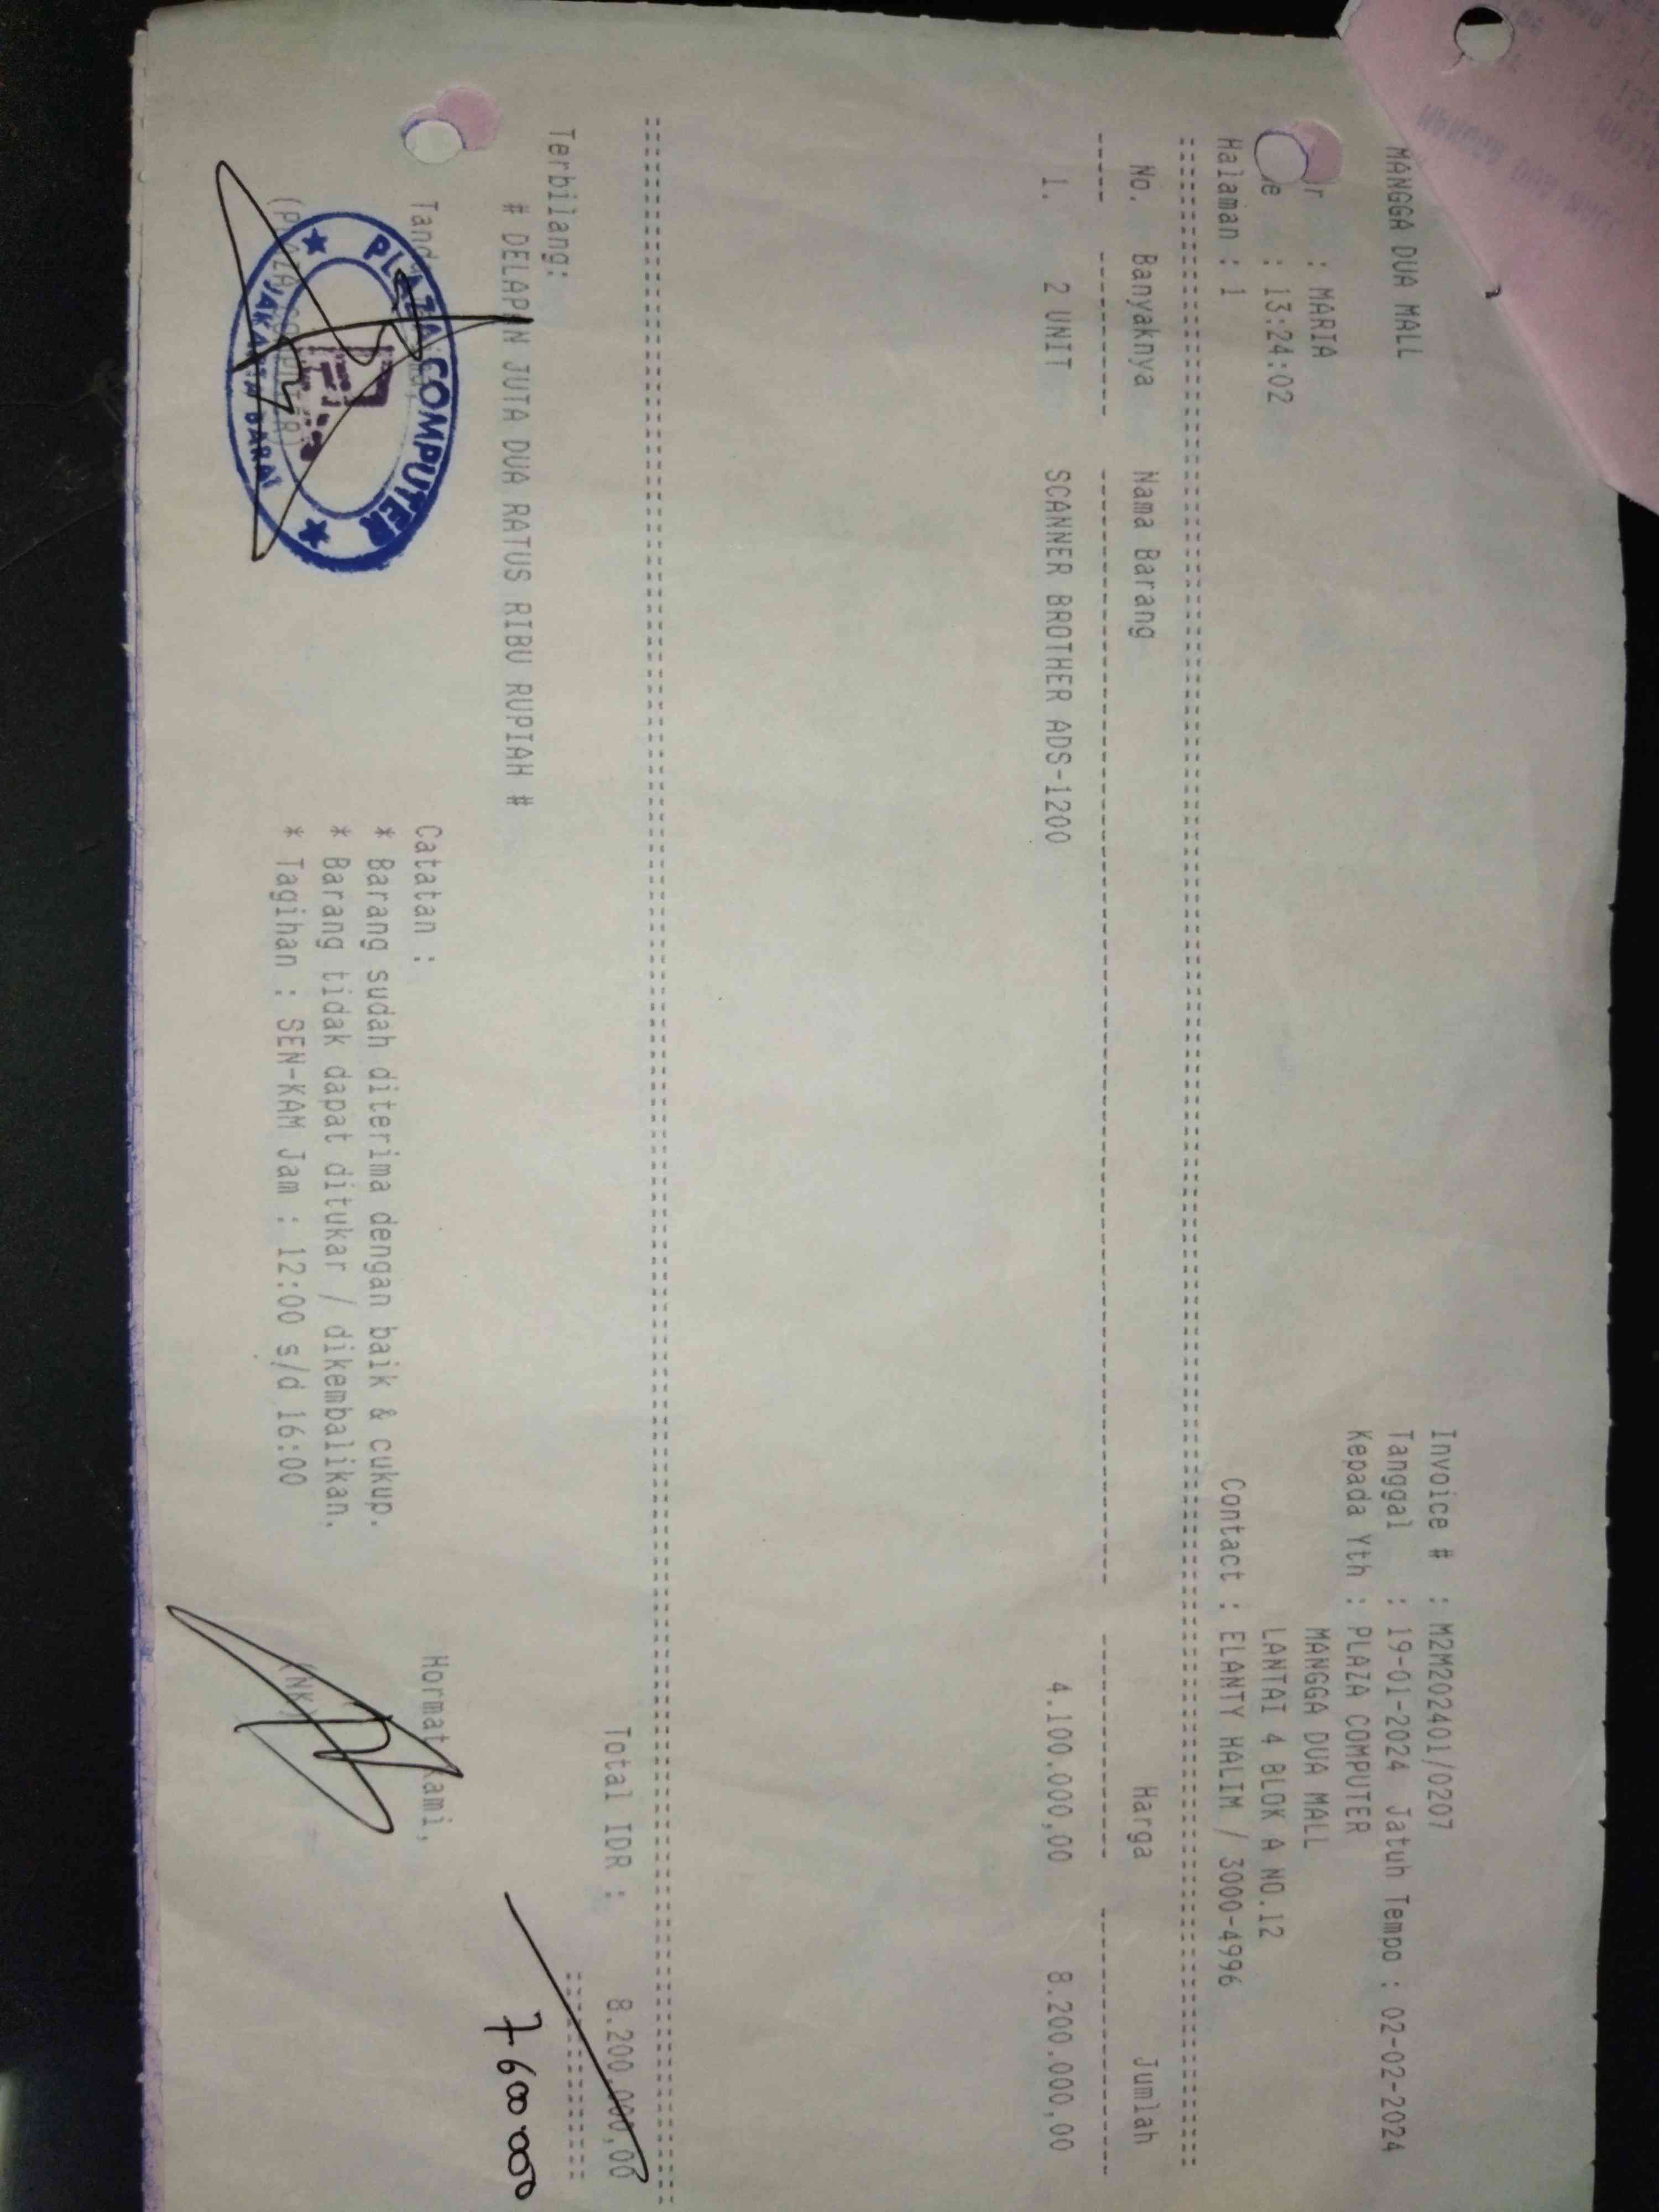 MANGGA DUA MALL
Invoice # : M2M202401/0207
Tanggal : 19-01-2024 Jatuh Tempo : 02-02-2024
Kepada Yth : PLAZA COMPUTER
: MARIA
MANGGA DUA MALL
: 13:24:02
LANTAI 4 BLOK A NO.12
Halaman : 1
Contact : ELANTY HALIM / 3000-4996
No. Banyaknya Nama Barang Harga Jumlah
1. 2 UNIT SCANNER BROTHER ADS-1200 4.100.000,00 8.200.000,00
Total IDR : 8.200.000,00
Terbilang:
# DELAPAN JUTA DUA RATUS RIBU RUPIAH #
7600.000
Catatan :
* Barang sudah diterima dengan baik & cukup.
* Barang tidak dapat ditukar / dikembalikan.
* Tagihan : SEN-KAM Jam : 12:00 s/d 16:00
Hormat Kami,
(NK)
PLAZA COMPUTER
JAKARTA BARAT